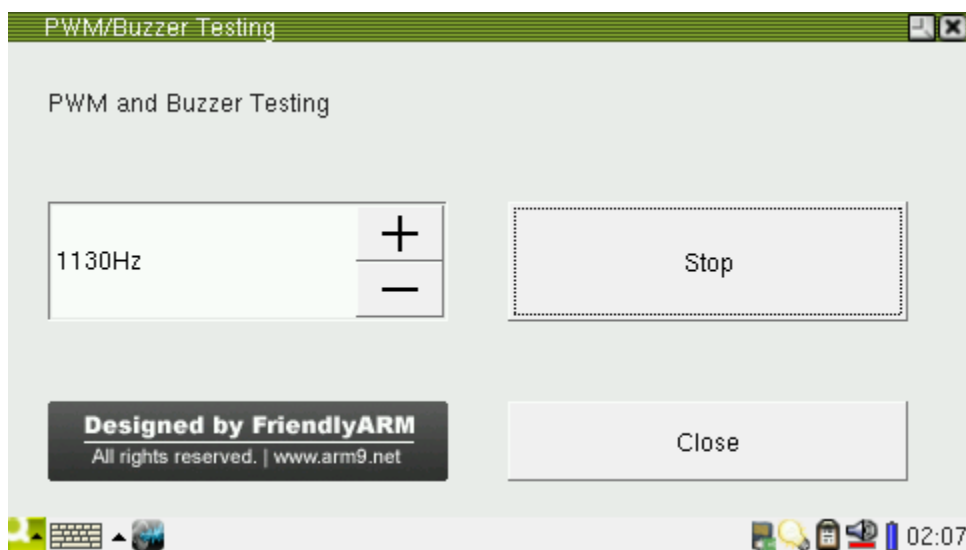 PWM/Buzzer Testing
PWM and Buzzer Testing
1130Hz
+
−
Stop
Designed by FriendlyARM
All rights reserved. | www.arm9.net
Close
02:07